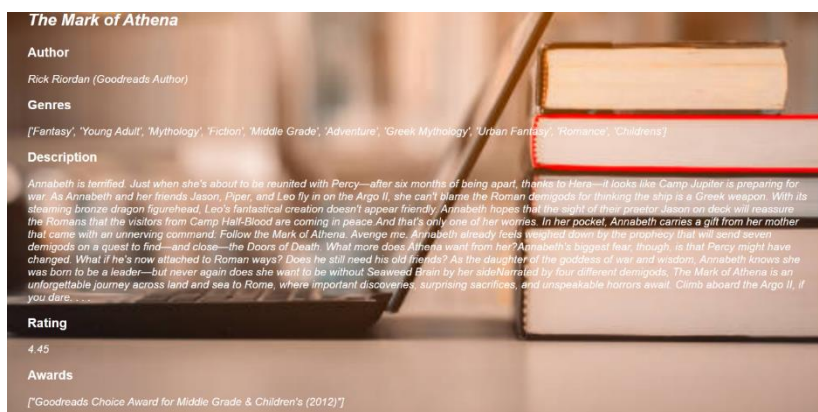 The Mark of Athena
Author
Rick Riordan (Goodreads Author)
Genres
['Fantasy', 'Young Adult', 'Mythology', 'Fiction', 'Middle Grade', 'Adventure', 'Greek Mythology', 'Urban Fantasy', 'Romance', 'Childrens']
Description
Annabeth is terrified. Just when she's about to be reunited with Percy—after six months of being apart, thanks to Hera—it looks like Camp Jupiter is preparing for
war. As Annabeth and her friends Jason, Piper, and Leo fly in on the Argo II, she can't blame the Roman demigods for thinking the ship is a Greek weapon. With its
steaming bronze dragon figurehead, Leo's fantastical creation doesn't appear friendly. Annabeth hopes that the sight of their praetor Jason on deck will reassure
the Romans that the visitors from Camp Half-Blood are coming in peace.And that's only one of her worries. In her pocket, Annabeth carries a gift from her mother
that came with an unnerving command: Follow the Mark of Athena. Avenge me. Annabeth already feels weighed down by the prophecy that will send seven
demigods on a quest to find—and close—the Doors of Death. What more does Athena want from her?Annabeth's biggest fear, though, is that Percy might have
changed. What if he's now attached to Roman ways? Does he still need his old friends? As the daughter of the goddess of war and wisdom, Annabeth knows she
was born to be a leader—but never again does she want to be without Seaweed Brain by her sideNarrated by four different demigods, The Mark of Athena is an
unforgettable journey across land and sea to Rome, where important discoveries, surprising sacrifices, and unspeakable horrors await. Climb aboard the Argo II, if
you dare. . . .
Rating
4.45
Awards
["Goodreads Choice Award for Middle Grade & Children's (2012)"]